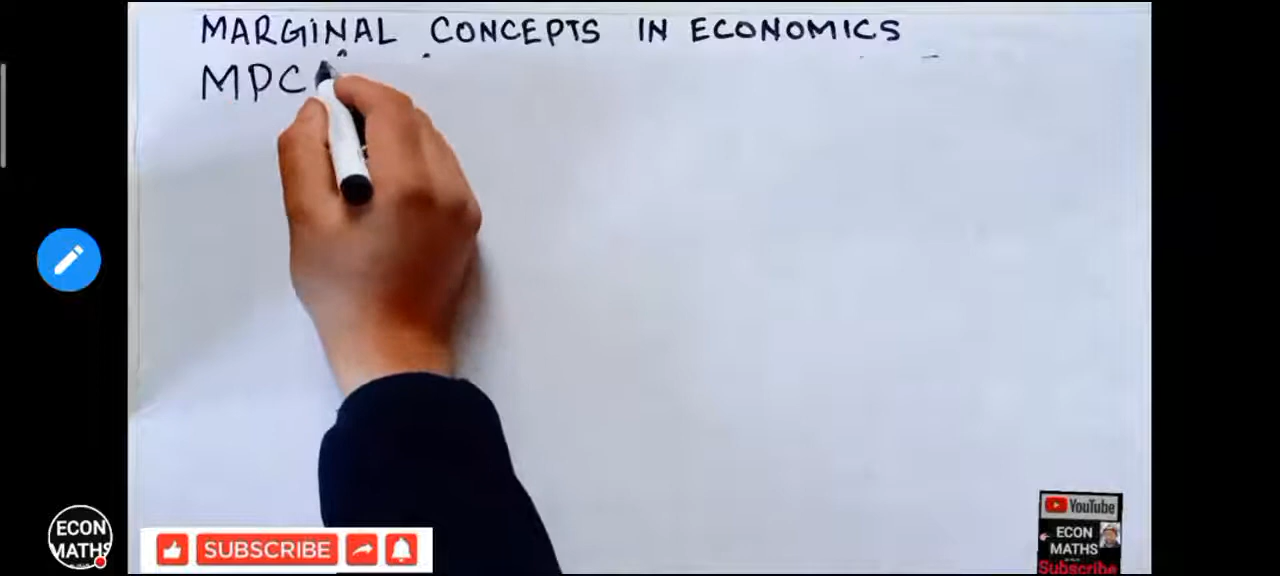 MARGINAL CONCEPTS IN ECONOMICS
MPC
ECON
MATHS
SUBSCRIBE
YouTube
ECON
MATHS
Subscribe